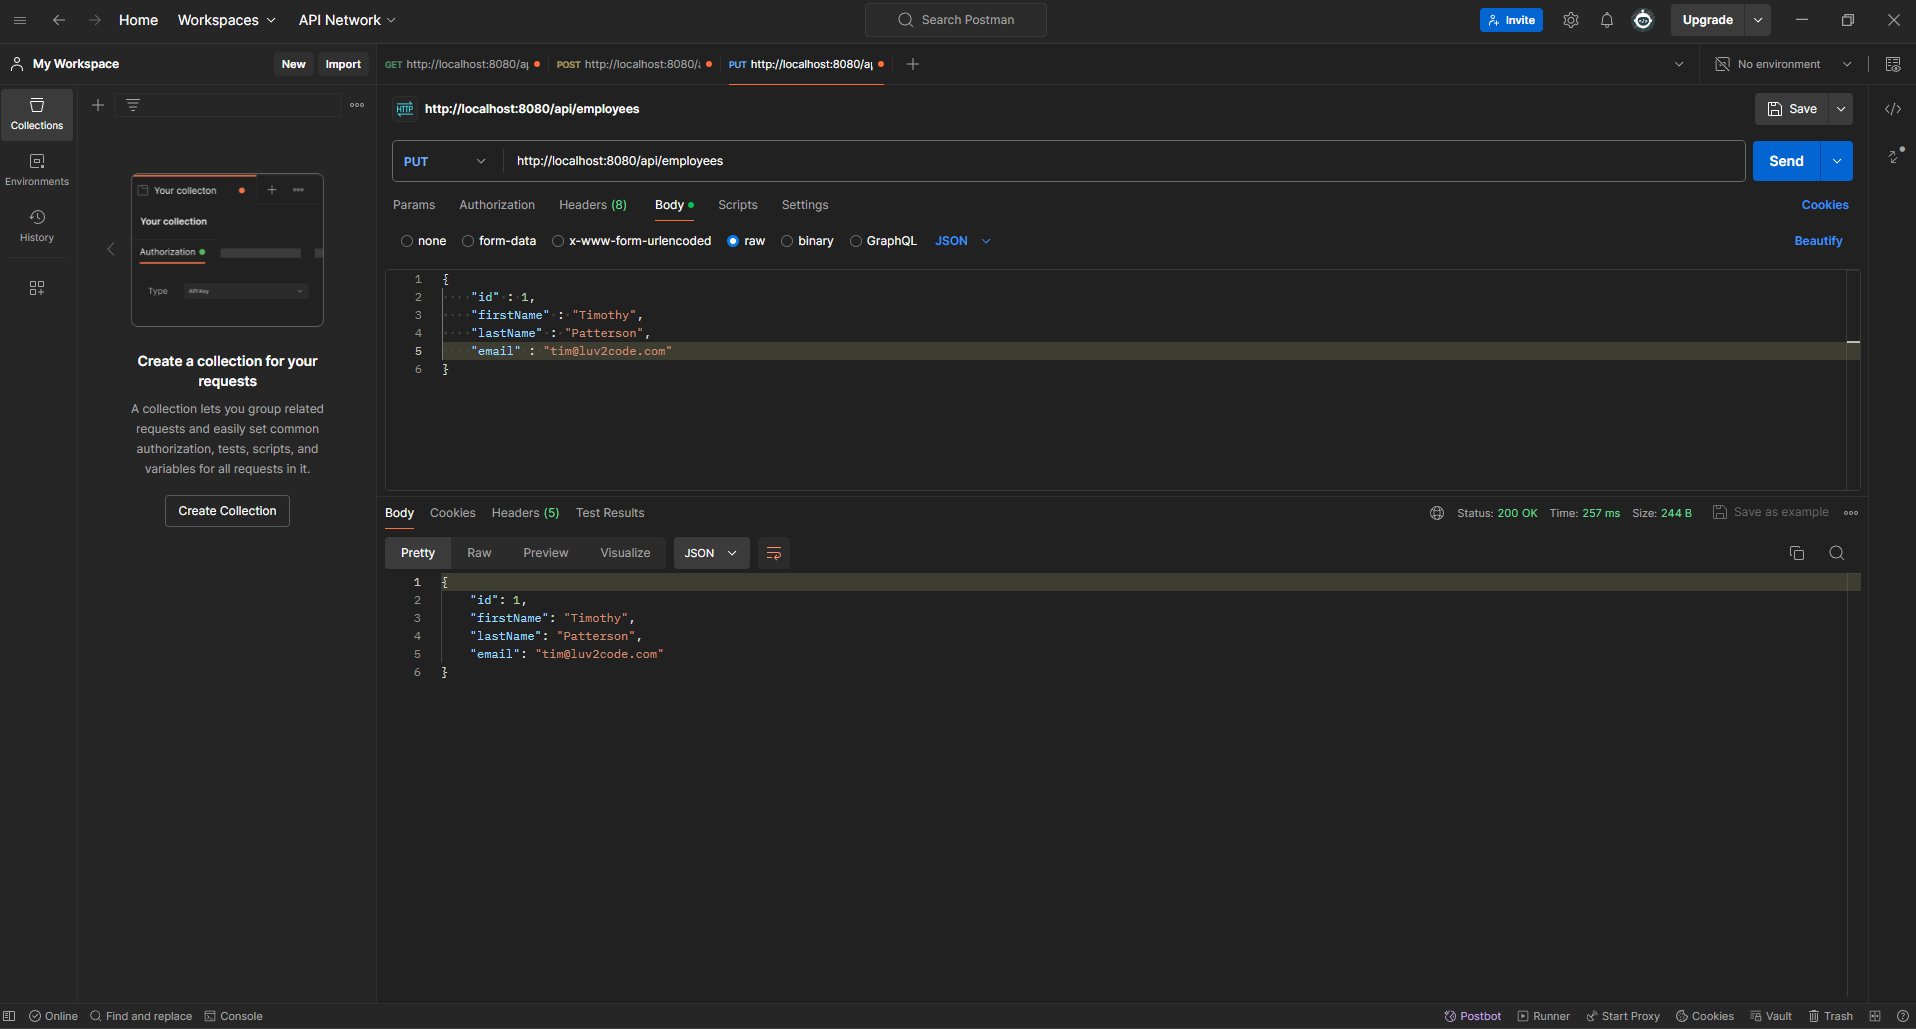 Home Workspaces API Network Search Postman Invite Upgrade
My Workspace New Import GET http://localhost:8080/a POST http://localhost:8080/ PUT http://localhost:8080/a No environment
Collections
Environments
History
Your collecton
Your collection
Authorization
Type API Key
Create a collection for your
requests
A collection lets you group related
requests and easily set common
authorization, tests, scripts, and
variables for all requests in it.
Create Collection
HTTP http://localhost:8080/api/employees Save
PUT http://localhost:8080/api/employees Send
Params Authorization Headers (8) Body Scripts Settings Cookies
none form-data x-www-form-urlencoded raw binary GraphQL JSON Beautify
1 {
2 "id" : 1,
3 "firstName" : "Timothy",
4 "lastName" : "Patterson",
5 "email" : "tim@luv2code.com"
6 }
Body Cookies Headers (5) Test Results Status: 200 OK Time: 257 ms Size: 244 B Save as example
Pretty Raw Preview Visualize JSON
1 {
2 "id": 1,
3 "firstName": "Timothy",
4 "lastName": "Patterson",
5 "email": "tim@luv2code.com"
6 }
Online Find and replace Console Postbot Runner Start Proxy Cookies Vault Trash